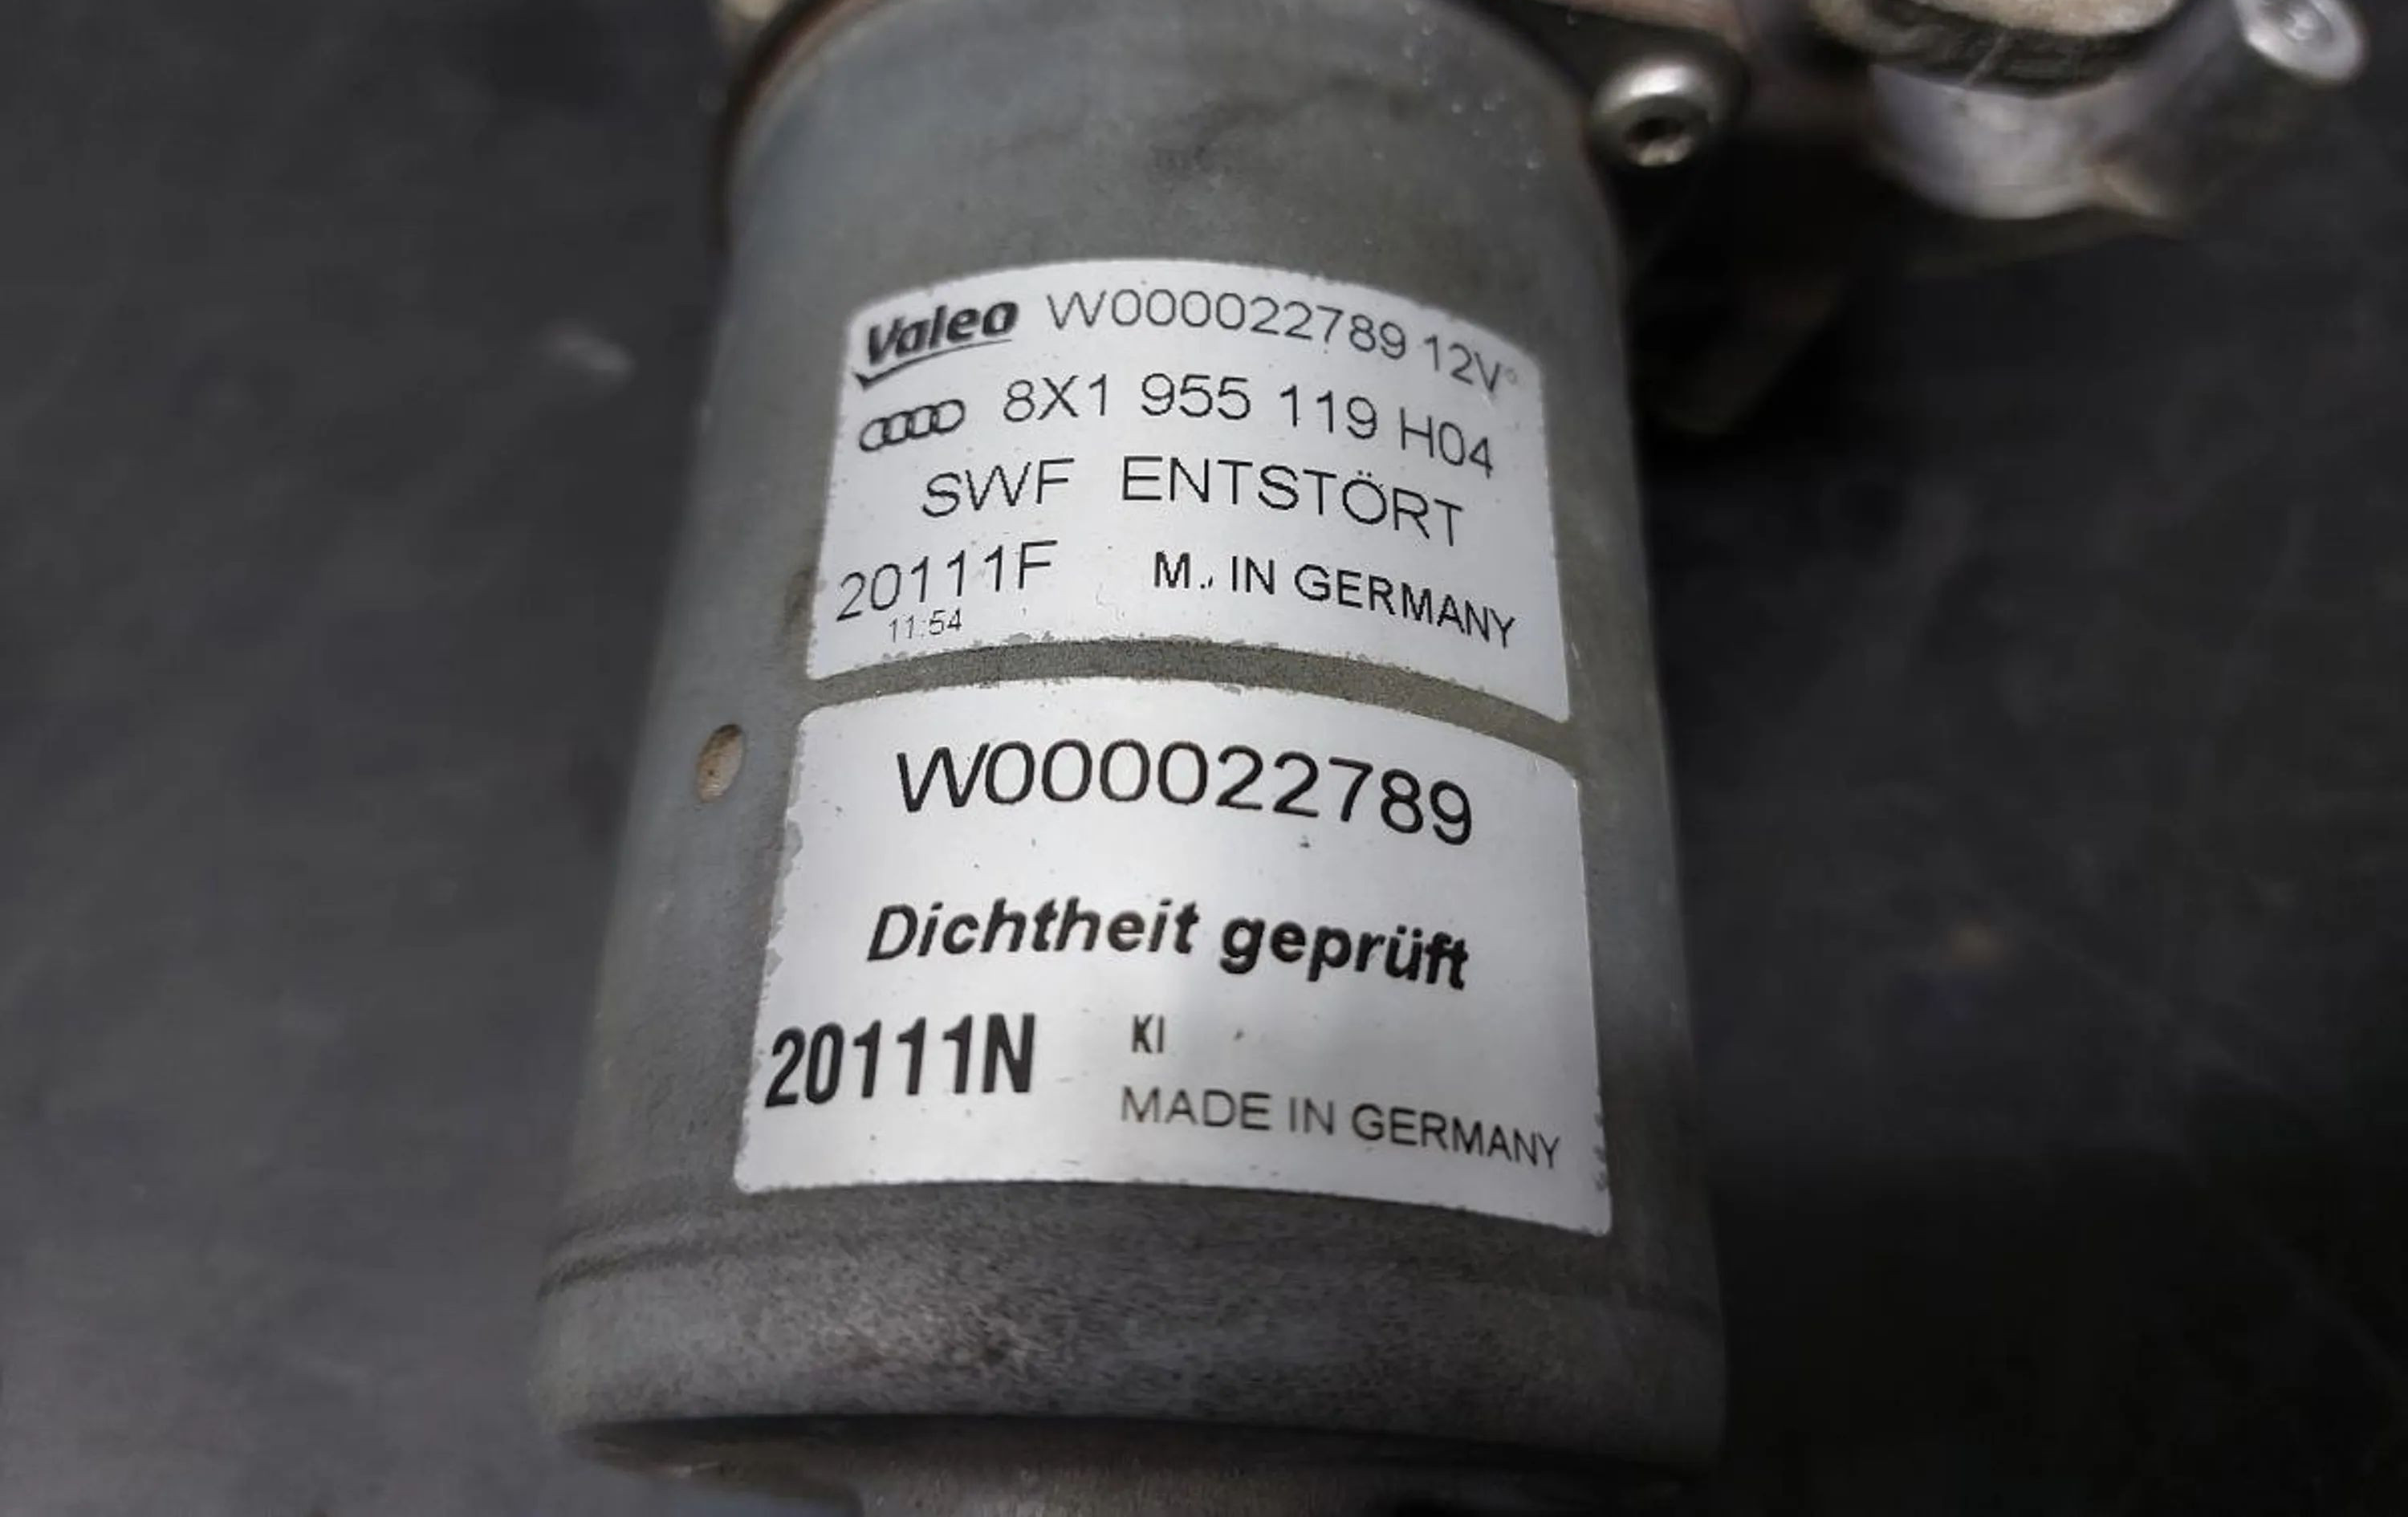 Valeo W000022789 12V
8X1 955 119 H04
SWF ENTSTÖRT
20111F M. IN GERMANY
11:54
W000022789
Dichtheit geprüft
20111N KI
MADE IN GERMANY